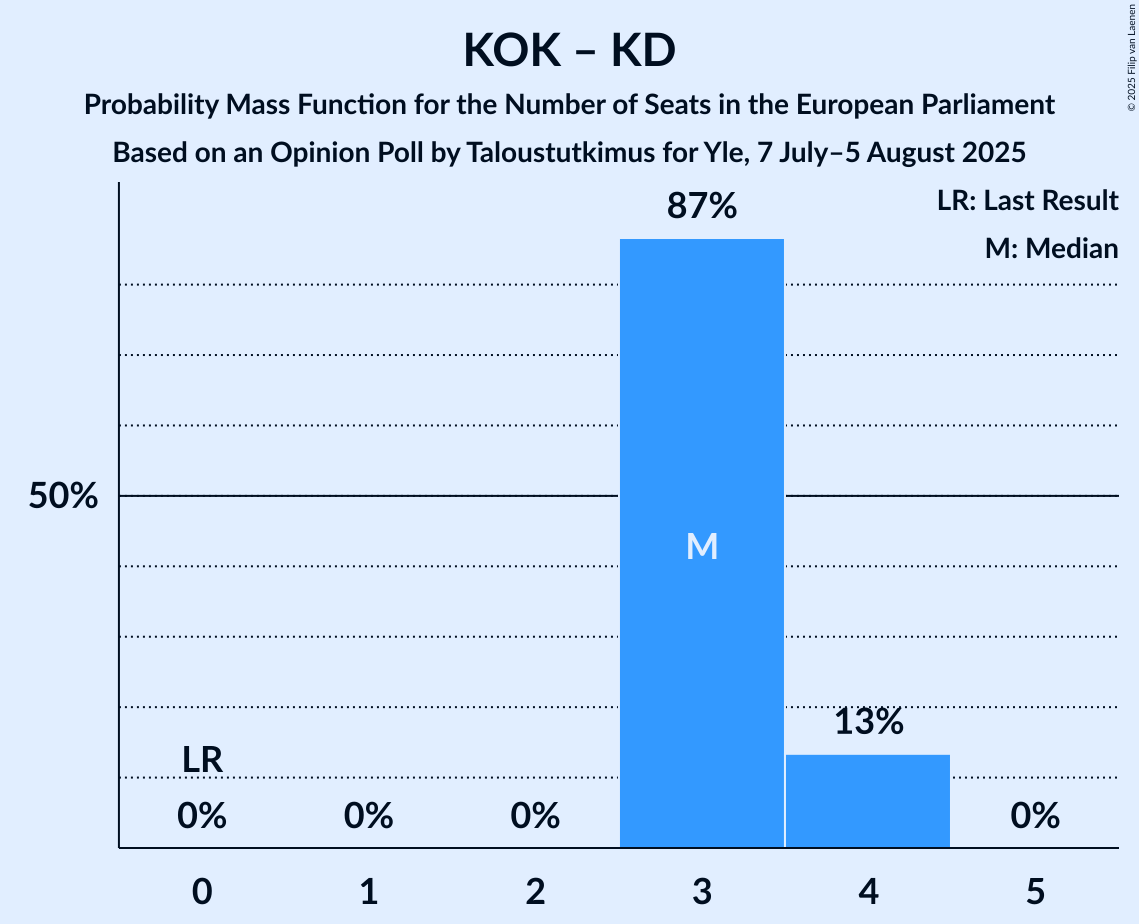 KOK – KD
Probability Mass Function for the Number of Seats in the European Parliament
Based on an Opinion Poll by Taloustutkimus for Yle, 7 July–5 August 2025
© 2025 Filip van Laenen
LR: Last Result
M: Median
87%
50%
M
13%
LR
0% 0% 0% 0%
0 1 2 3 4 5